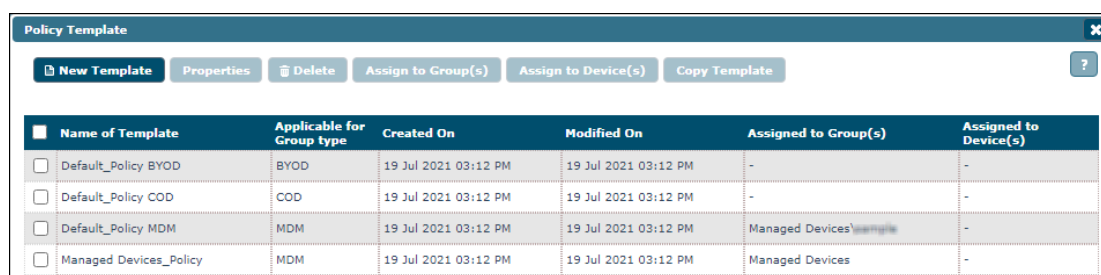 Policy Template
New Template Properties Delete Assign to Group(s) Assign to Device(s) Copy Template ?
Name of Template Applicable for Group type Created On Modified On Assigned to Group(s) Assigned to Device(s)
Default_Policy BYOD BYOD 19 Jul 2021 03:12 PM 19 Jul 2021 03:12 PM - -
Default_Policy COD COD 19 Jul 2021 03:12 PM 19 Jul 2021 03:12 PM - -
Default_Policy MDM MDM 19 Jul 2021 03:12 PM 19 Jul 2021 03:12 PM Managed Devices\ -
Managed Devices_Policy MDM 19 Jul 2021 03:12 PM 19 Jul 2021 03:12 PM Managed Devices -